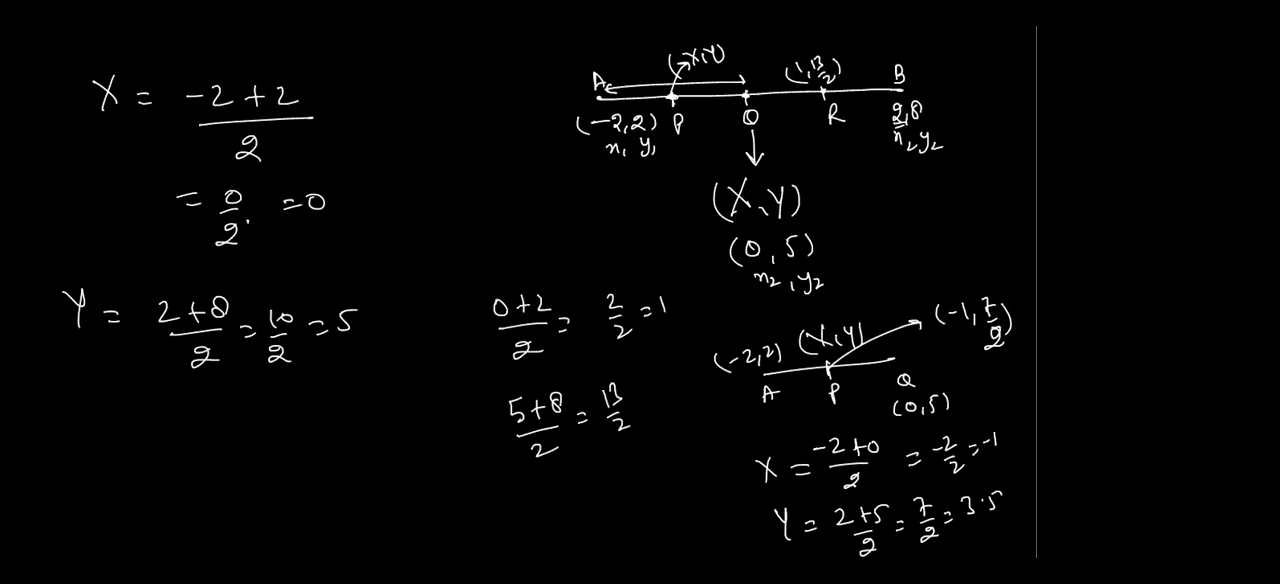 X = (-2+2)/2
= 0/2 = 0
Y = (2+8)/2 = 10/2 = 5
(0+2)/2 = 2/2 = 1
(5+8)/2 = 13/2
(X,Y)
(1, 13/2)
A B
(-2,2) P Q R 2,8
x₁ y₁ x₂ y₂
(X,Y)
(0,5)
x₂, y₂
(-1, 7/2)
(-2,2) (X,Y)
A P Q
(0,5)
X = (-2+0)/2 = -2/2 = -1
Y = (2+5)/2 = 7/2 = 3.5